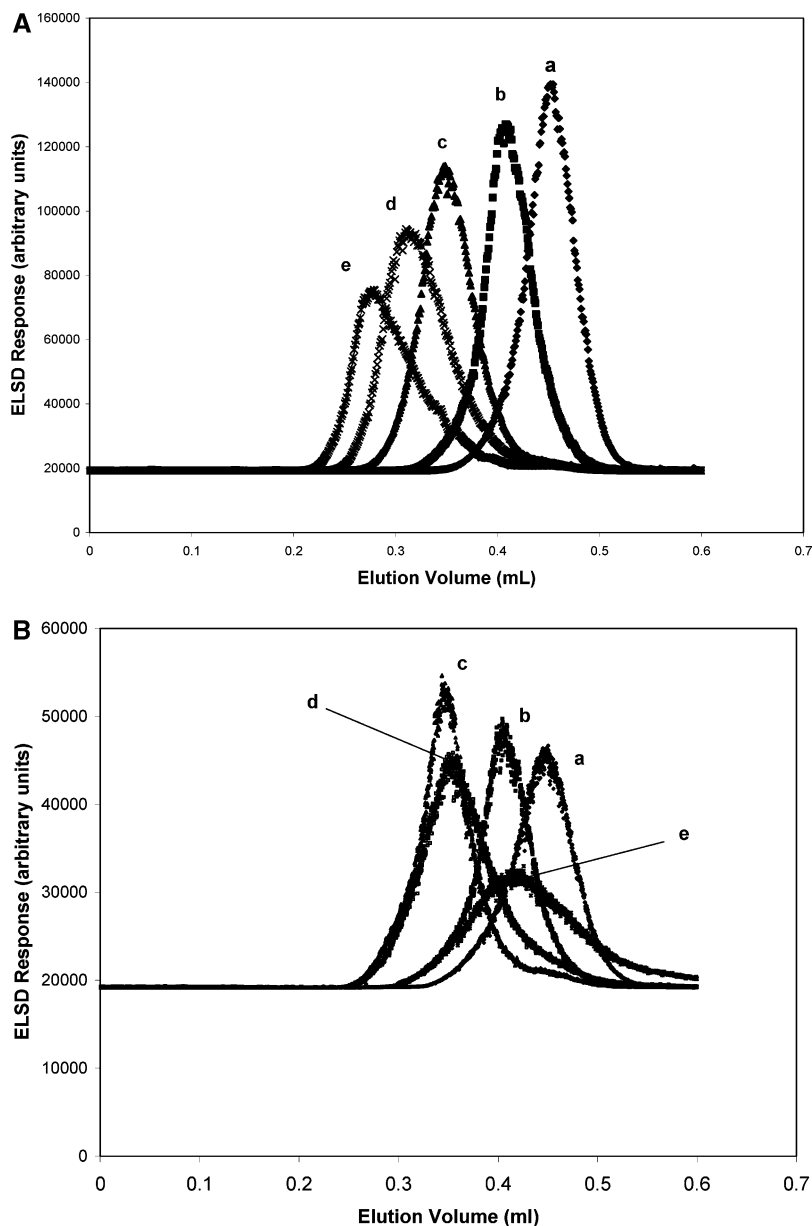 A
ELSD Response (arbitrary units)
160000
140000
120000
100000
80000
60000
40000
20000
0
a
b
c
d
e
0 0.1 0.2 0.3 0.4 0.5 0.6 0.7
Elution Volume (mL)
B
ELSD Response (arbitrary units)
60000
50000
40000
30000
20000
10000
0
c
d
b
a
e
0 0.1 0.2 0.3 0.4 0.5 0.6 0.7
Elution Volume (ml)